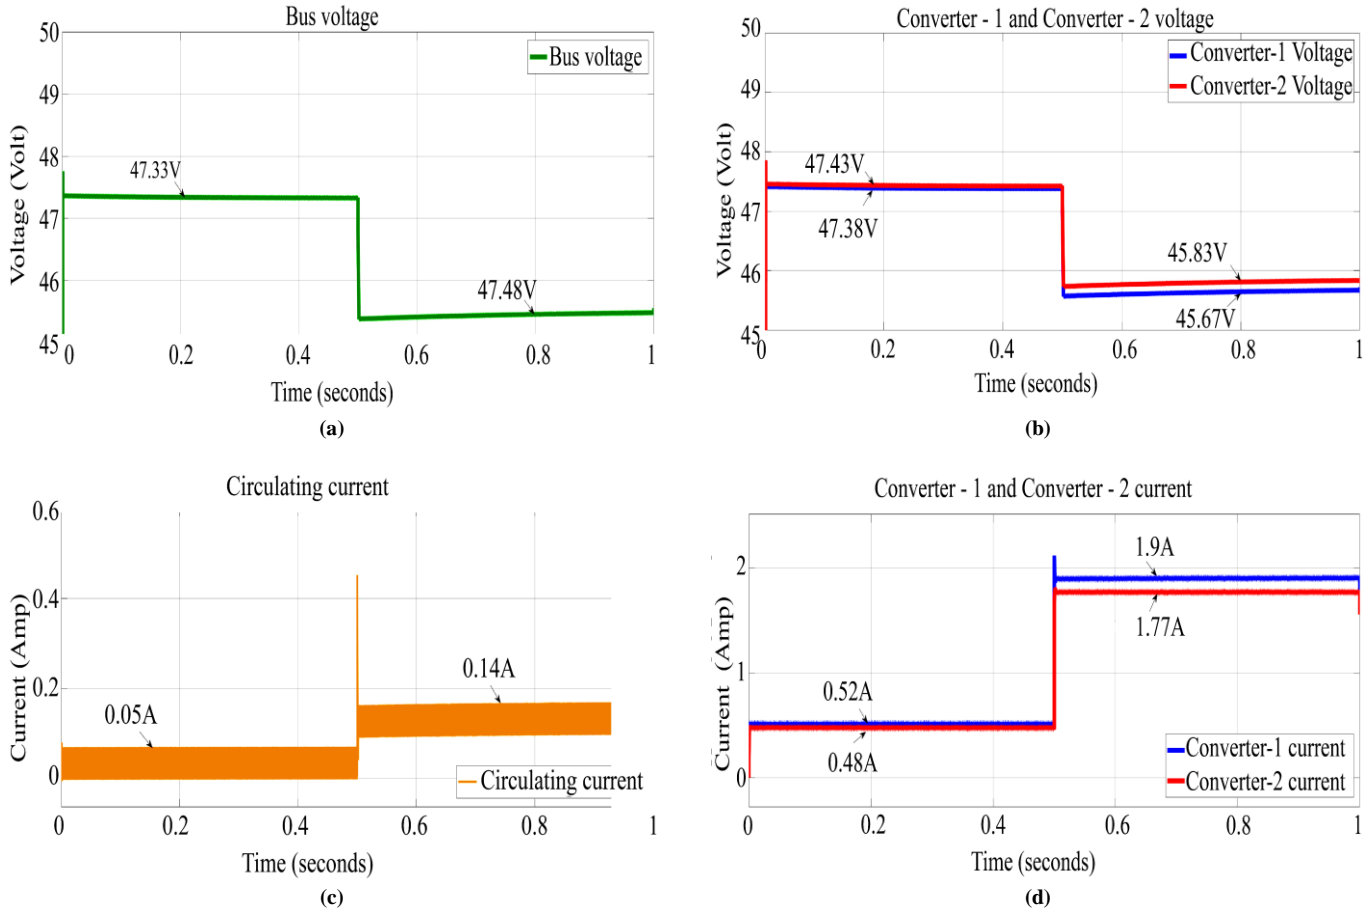 Bus voltage
50
Bus voltage
49
48
47.33V
47
46
47.48V
45
Voltage (Volt)
0
0.2
0.4
0.6
0.8
1
Time (seconds)
(a)
Converter - 1 and Converter - 2 voltage
50
Converter-1 Voltage
Converter-2 Voltage
49
48
47.43V
47
47.38V
46
45.83V
45.67V
45
Voltage (Volt)
0
0.2
0.4
0.6
0.8
1
Time (seconds)
(b)
Circulating current
0.6
0.4
0.2
0.14A
0.05A
0
Circulating current
Current (Amp)
0
0.2
0.4
0.6
0.8
1
Time (seconds)
(c)
Converter - 1 and Converter - 2 current
2
1.9A
1.77A
1
0.52A
0.48A
0
Converter-1 current
Converter-2 current
Current (Amp)
0
0.2
0.4
0.6
0.8
1
Time (seconds)
(d)